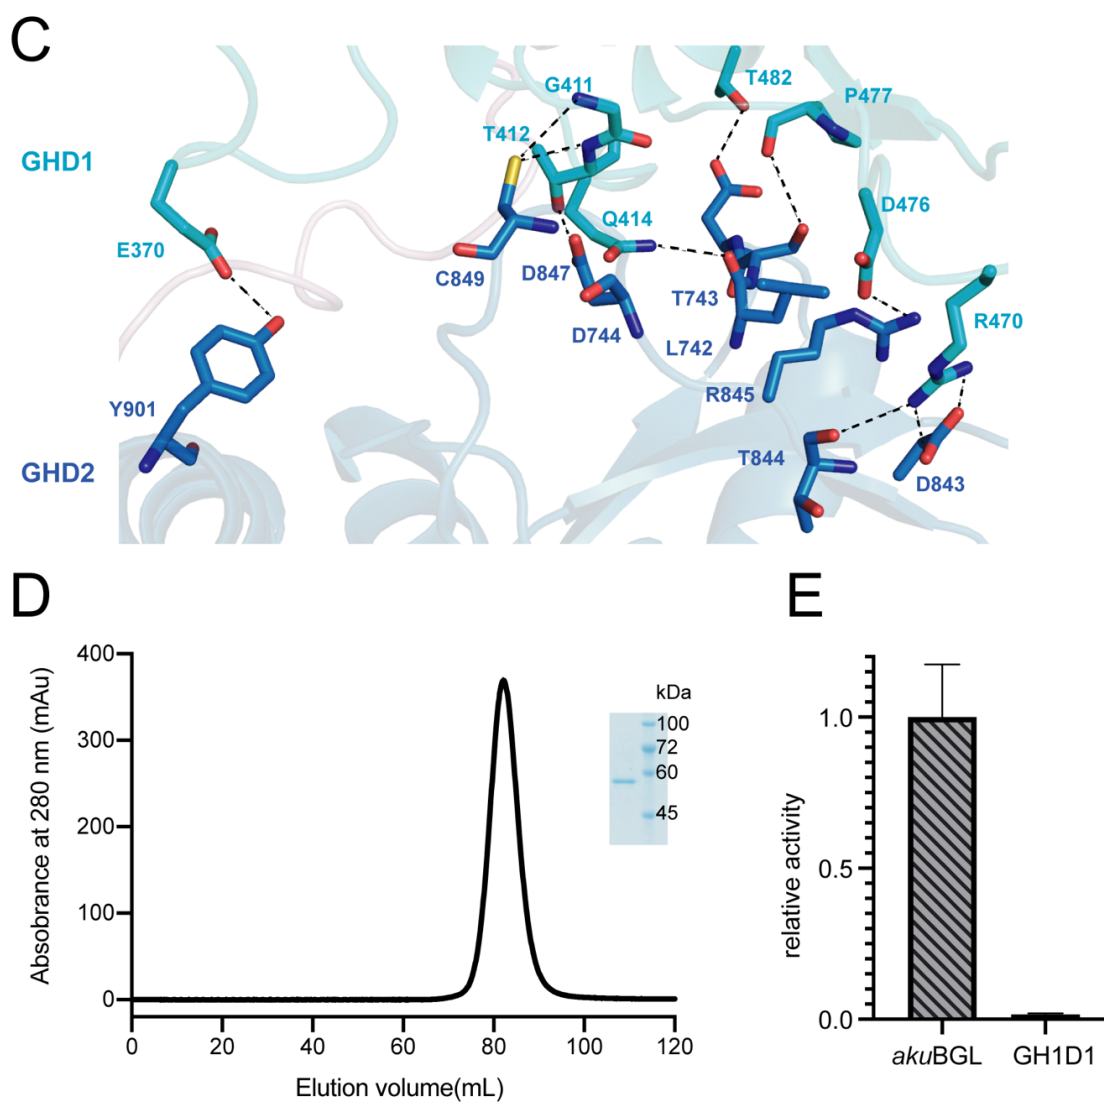 C
T482
G411
P477
T412
GHD1
D476
Q414
E370
C849
D847
T743
R470
D744
L742
R845
Y901
T844
GHD2
D843
D
E
400
300
200
100
0
Absobrance at 280 nm (mAu)
kDa
100
72
60
45
0
20
40
60
80
100
120
Elution volume(mL)
1.0
0.5
0.0
relative activity
akuBGL
GH1D1